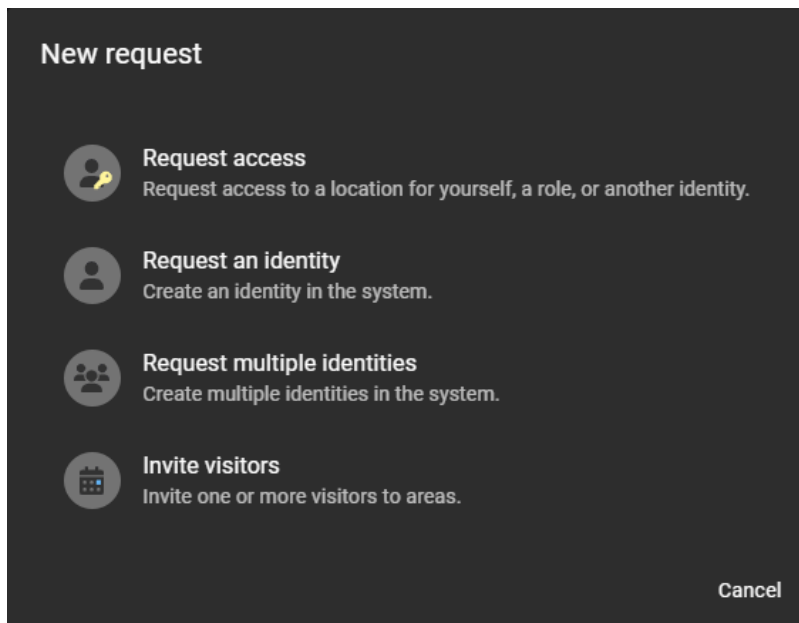 New request
Request access
Request access to a location for yourself, a role, or another identity.
Request an identity
Create an identity in the system.
Request multiple identities
Create multiple identities in the system.
Invite visitors
Invite one or more visitors to areas.
Cancel